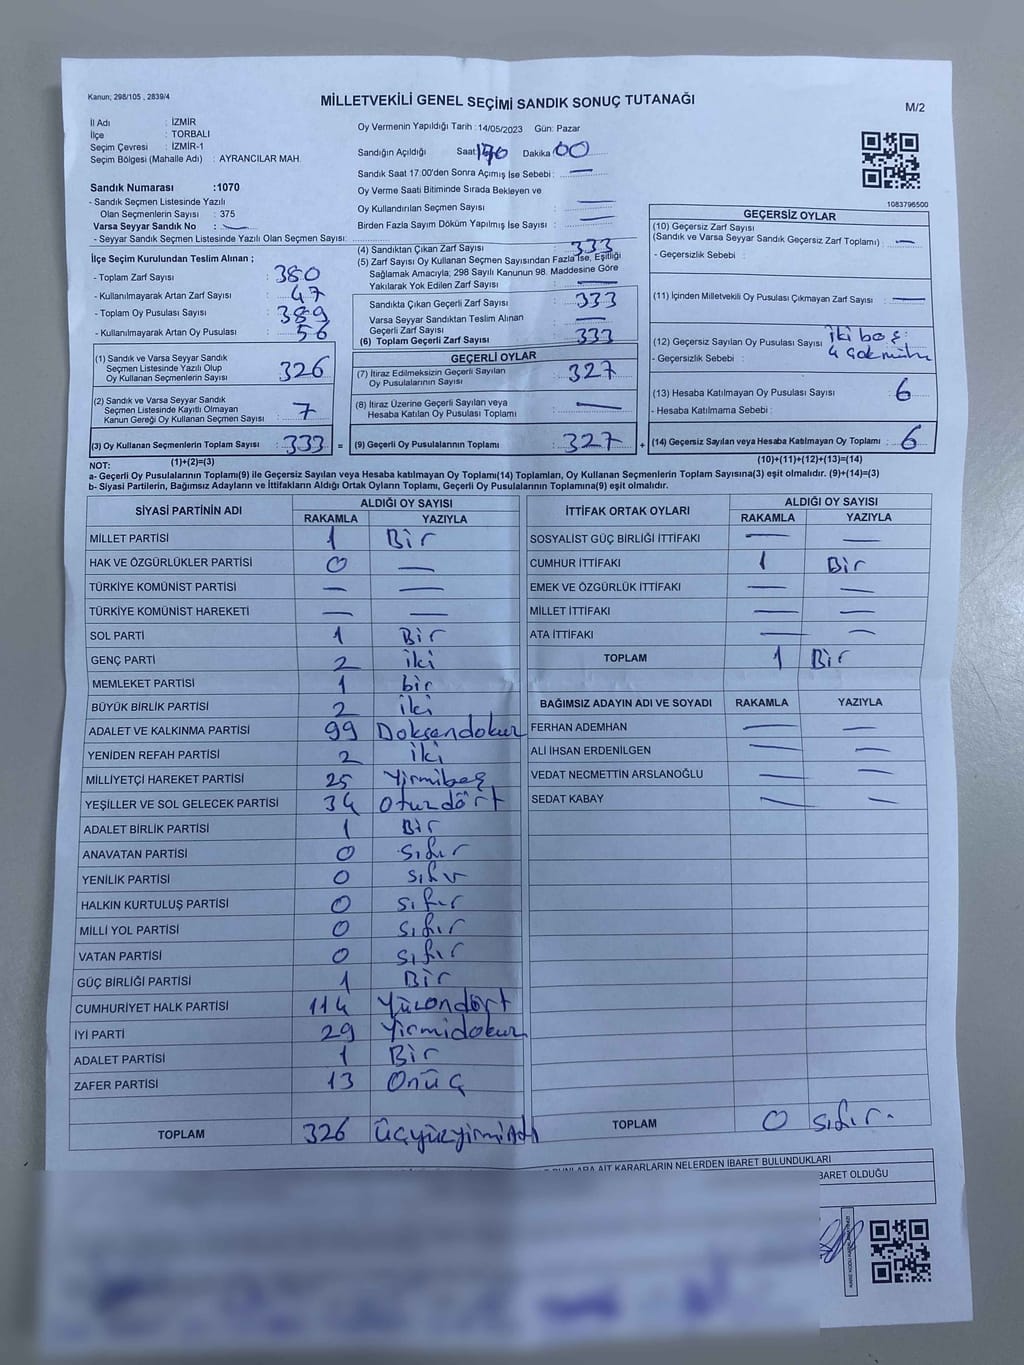 Kanun; 298/105 , 2839/4
MİLLETVEKİLİ GENEL SEÇİMİ SANDIK SONUÇ TUTANAĞI
M/2
İl Adı : İZMİR
İlçe : TORBALI
Seçim Çevresi : İZMİR-1
Seçim Bölgesi (Mahalle Adı) : AYRANCILAR MAH.
Oy Vermenin Yapıldığı Tarih : 14/05/2023 Gün: Pazar
Sandığın Açıldığı Saat Dakika 00
Sandık Saat 17.00'den Sonra Açımış İse Sebebi : —
Oy Verme Saati Bitiminde Sırada Bekleyen ve
Oy Kullandırılan Seçmen Sayısı —
Birden Fazla Sayım Döküm Yapılmış İse Sayısı : —
Sandık Numarası :1070
- Sandık Seçmen Listesinde Yazılı
Olan Seçmenlerin Sayısı : 375
Varsa Seyyar Sandık No : —
- Seyyar Sandık Seçmen Listesinde Yazılı Olan Seçmen Sayısı:
1083796500
İlçe Seçim Kurulundan Teslim Alınan ;
- Toplam Zarf Sayısı : 380
- Kullanılmayarak Artan Zarf Sayısı : 47
- Toplam Oy Pusulası Sayısı : 389
- Kullanılmayarak Artan Oy Pusulası : 56
(1) Sandık ve Varsa Seyyar Sandık
Seçmen Listesinde Yazılı Olup
Oy Kullanan Seçmenlerin Sayısı : 326
(2) Sandık ve Varsa Seyyar Sandık
Seçmen Listesinde Kayıtlı Olmayan
Kanun Gereği Oy Kullanan Seçmen Sayısı : 7
(3) Oy Kullanan Seçmenlerin Toplam Sayısı : 333 =
(4) Sandıktan Çıkan Zarf Sayısı : 333
(5) Zarf Sayısı Oy Kullanan Seçmen Sayısından Fazla İse, Eşitliği
Sağlamak Amacıyla; 298 Sayılı Kanunun 98. Maddesine Göre
Yakılarak Yok Edilen Zarf Sayısı : —
Sandıkta Çıkan Geçerli Zarf Sayısı : 333
Varsa Seyyar Sandıktan Teslim Alınan
Geçerli Zarf Sayısı : —
(6) Toplam Geçerli Zarf Sayısı : 333
GEÇERLİ OYLAR
(7) İtiraz Edilmeksizin Geçerli Sayılan
Oy Pusulalarının Sayısı : 327
(8) İtiraz Üzerine Geçerli Sayılan veya
Hesaba Katılan Oy Pusulası Toplamı : —
(9) Geçerli Oy Pusulalarının Toplamı : 327 +
GEÇERSİZ OYLAR
(10) Geçersiz Zarf Sayısı
(Sandık ve Varsa Seyyar Sandık Geçersiz Zarf Toplamı) : —
- Geçersizlik Sebebi :
(11) İçinden Milletvekili Oy Pusulası Çıkmayan Zarf Sayısı : —
(12) Geçersiz Sayılan Oy Pusulası Sayısı : iki boş:
- Geçersizlik Sebebi : 4
(13) Hesaba Katılmayan Oy Pusulası Sayısı : 6
- Hesaba Katılmama Sebebi :
(14) Geçersiz Sayılan veya Hesaba Katılmayan Oy Toplamı : 6
NOT: (1)+(2)=(3)
(10)+(11)+(12)+(13)=(14)
a- Geçerli Oy Pusulalarının Toplamı(9) ile Geçersiz Sayılan veya Hesaba katılmayan Oy Toplamı(14) Toplamları, Oy Kullanan Seçmenlerin Toplam Sayısına(3) eşit olmalıdır. (9)+(14)=(3)
b- Siyasi Partilerin, Bağımsız Adayların ve İttifakların Aldığı Ortak Oyların Toplamı, Geçerli Oy Pusulalarının Toplamına(9) eşit olmalıdır.
SİYASİ PARTİNİN ADI ALDIĞI OY SAYISI
RAKAMLA YAZIYLA
MİLLET PARTİSİ 1 Bir
HAK VE ÖZGÜRLÜKLER PARTİSİ 0 —
TÜRKİYE KOMÜNİST PARTİSİ — —
TÜRKİYE KOMÜNİST HAREKETİ — —
SOL PARTİ 1 Bir
GENÇ PARTİ 2 iki
MEMLEKET PARTİSİ 1 bir
BÜYÜK BİRLİK PARTİSİ 2 iki
ADALET VE KALKINMA PARTİSİ 99 Doksandokuz
YENİDEN REFAH PARTİSİ 2 iki
MİLLİYETÇİ HAREKET PARTİSİ 25 Yirmibeş
YEŞİLLER VE SOL GELECEK PARTİSİ 34 otuzdört
ADALET BİRLİK PARTİSİ 1 Bir
ANAVATAN PARTİSİ 0 sıfır
YENİLİK PARTİSİ 0 sıfır
HALKIN KURTULUŞ PARTİSİ 0 sıfır
MİLLİ YOL PARTİSİ 0 sıfır
VATAN PARTİSİ 0 sıfır
GÜÇ BİRLİĞİ PARTİSİ 1 Bir
CUMHURİYET HALK PARTİSİ 114 Yüzondört
İYİ PARTİ 29 Yirmidokuz
ADALET PARTİSİ 1 Bir
ZAFER PARTİSİ 13 Onüç
TOPLAM 326 üçyüzyirmialtı
İTTİFAK ORTAK OYLARI ALDIĞI OY SAYISI
RAKAMLA YAZIYLA
SOSYALİST GÜÇ BİRLİĞİ İTTİFAKI — —
CUMHUR İTTİFAKI 1 Bir
EMEK VE ÖZGÜRLÜK İTTİFAKI — —
MİLLET İTTİFAKI — —
ATA İTTİFAKI — —
TOPLAM 1 Bir
BAĞIMSIZ ADAYIN ADI VE SOYADI RAKAMLA YAZIYLA
FERHAN ADEMHAN — —
ALİ İHSAN ERDENİLGEN — —
VEDAT NECMETTİN ARSLANOĞLU — —
SEDAT KABAY — —
TOPLAM 0 sıfır.
BUNLARA AİT KARARLARIN NELERDEN İBARET BULUNDUKLARI
İBARET OLDUĞU